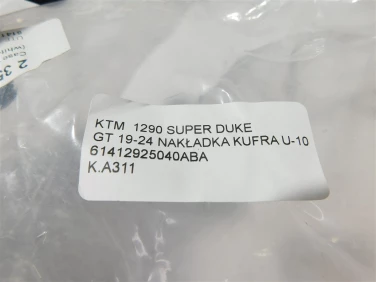 KTM 1290 SUPER DUKE
GT 19-24 NAKŁADKA KUFRA U-10
61412925040ABA
K.A311